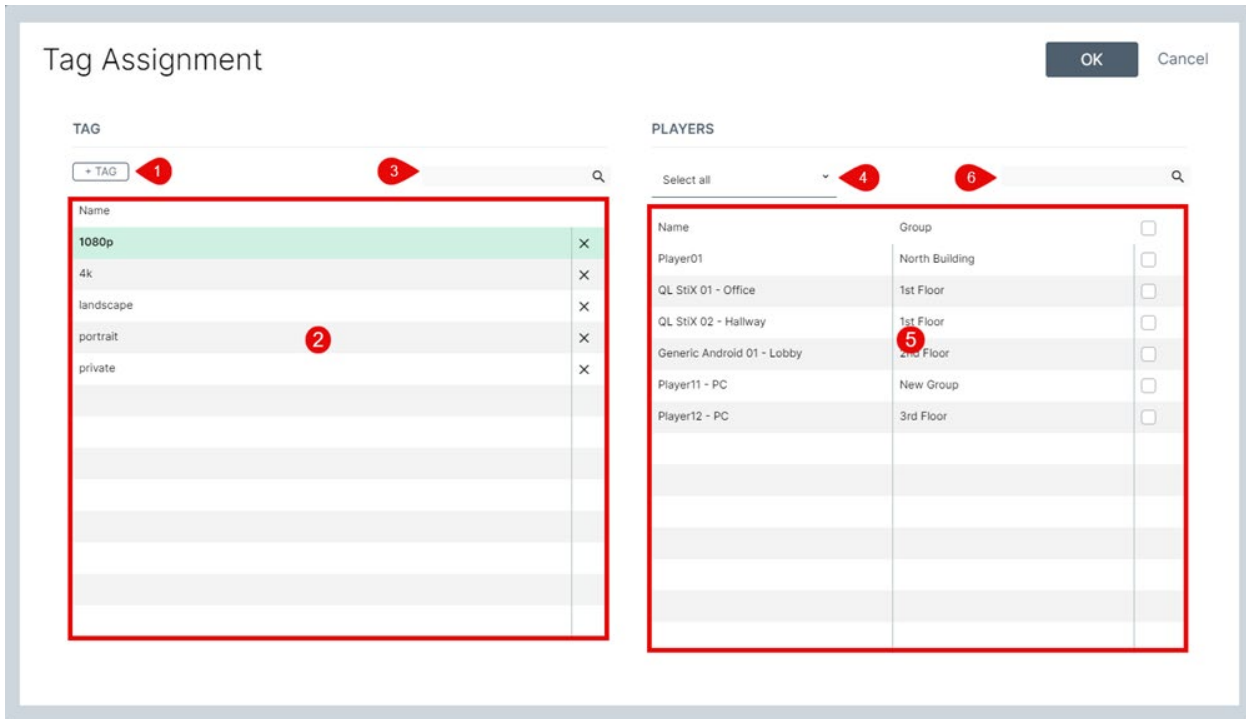 Tag Assignment
OK Cancel
TAG
PLAYERS
+ TAG 1
3
Select all 4
6
Name
1080p
4k
landscape
portrait
private
2
Name Group
Player01 North Building
QL StiX 01 - Office 1st Floor
QL StiX 02 - Hallway 1st Floor
Generic Android 01 - Lobby 2nd Floor
Player11 - PC New Group
Player12 - PC 3rd Floor
5